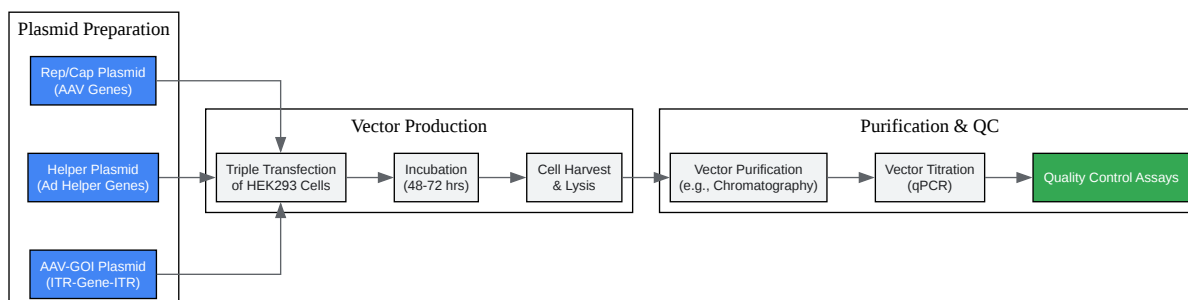 Plasmid Preparation
Rep/Cap Plasmid
(AAV Genes)
Helper Plasmid
(Ad Helper Genes)
AAV-GOI Plasmid
(ITR-Gene-ITR)
Vector Production
Triple Transfection
of HEK293 Cells
Incubation
(48-72 hrs)
Cell Harvest
& Lysis
Purification & QC
Vector Purification
(e.g., Chromatography)
Vector Titration
(qPCR)
Quality Control Assays